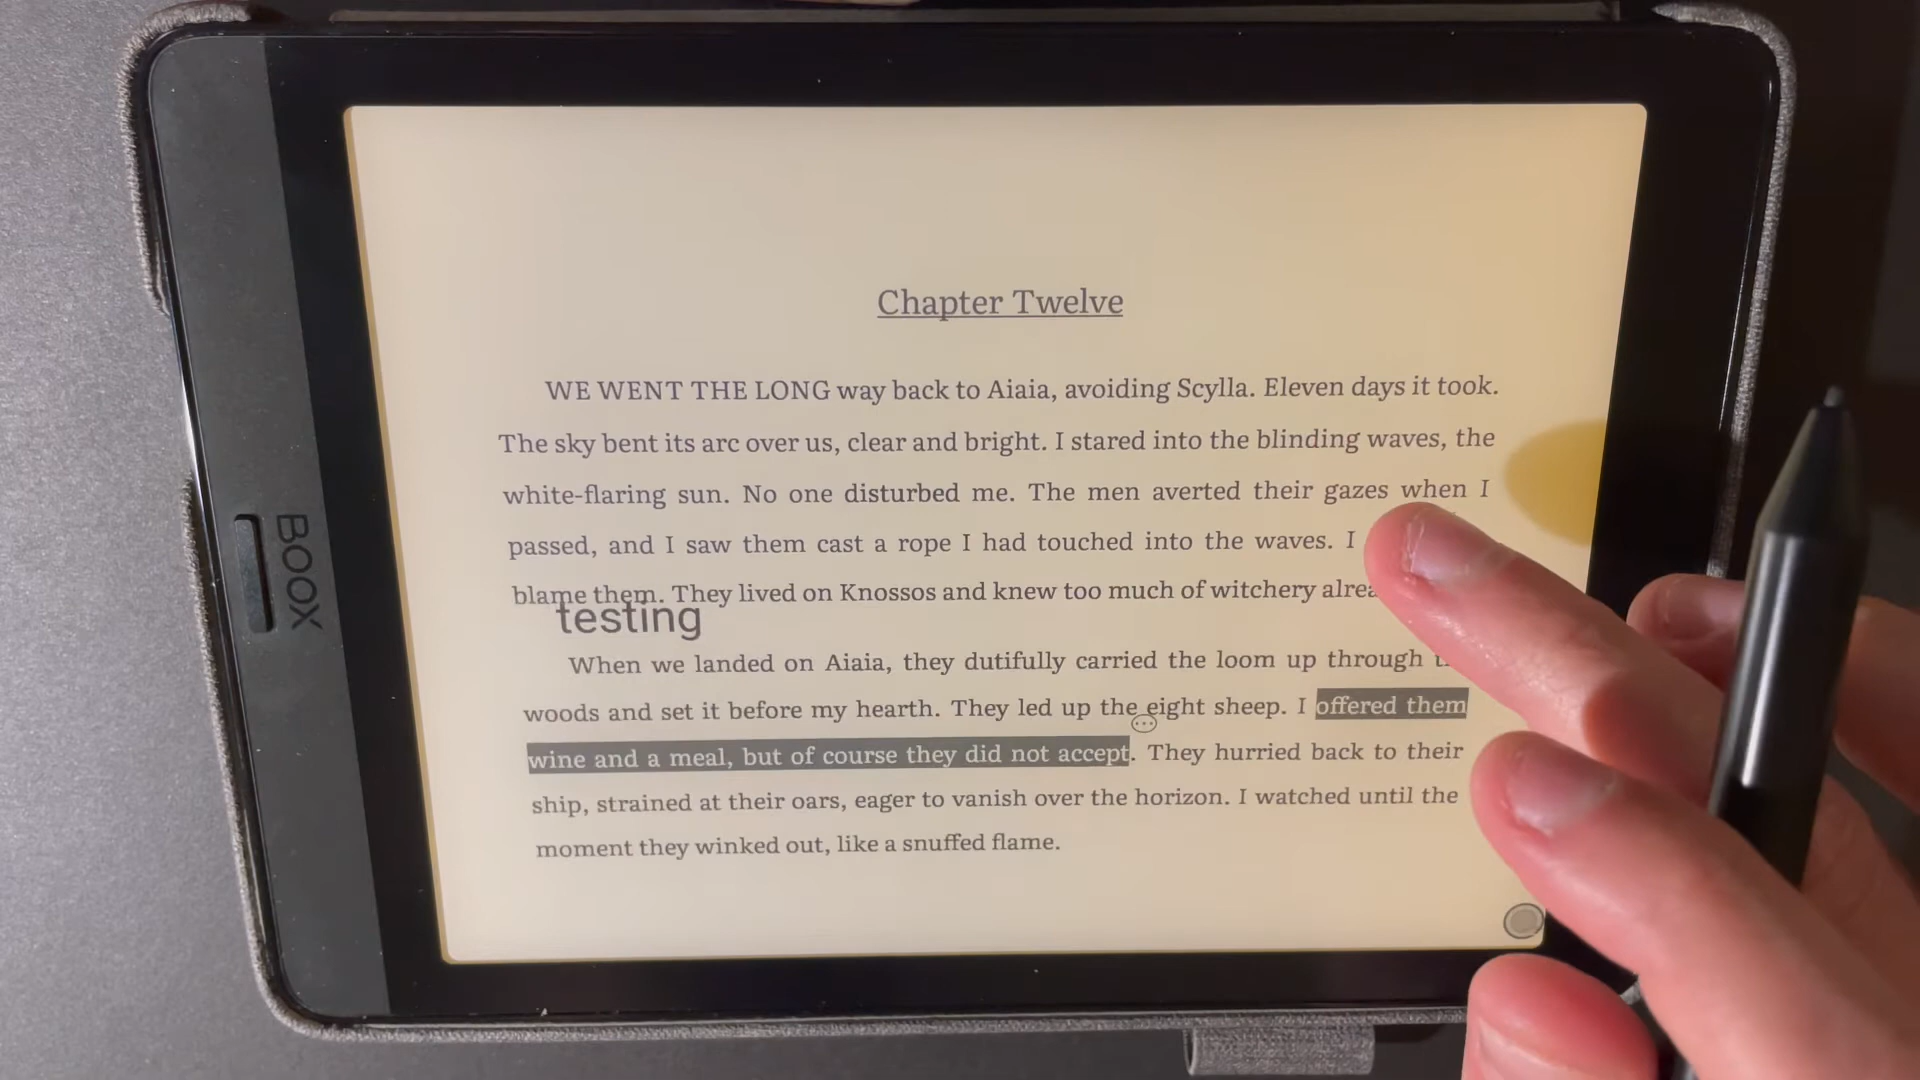 BOOX
Chapter Twelve
WE WENT THE LONG way back to Aiaia, avoiding Scylla. Eleven days it took.
The sky bent its arc over us, clear and bright. I stared into the blinding waves, the
white-flaring sun. No one disturbed me. The men averted their gazes when I
passed, and I saw them cast a rope I had touched into the waves. I
blame them. They lived on Knossos and knew too much of witchery
testing
When we landed on Aiaia, they dutifully carried the loom up through
woods and set it before my hearth. They led up the eight sheep. I offered them
wine and a meal, but of course they did not accept. They hurried back to their
ship, strained at their oars, eager to vanish over the horizon. I watched until the
moment they winked out, like a snuffed flame.